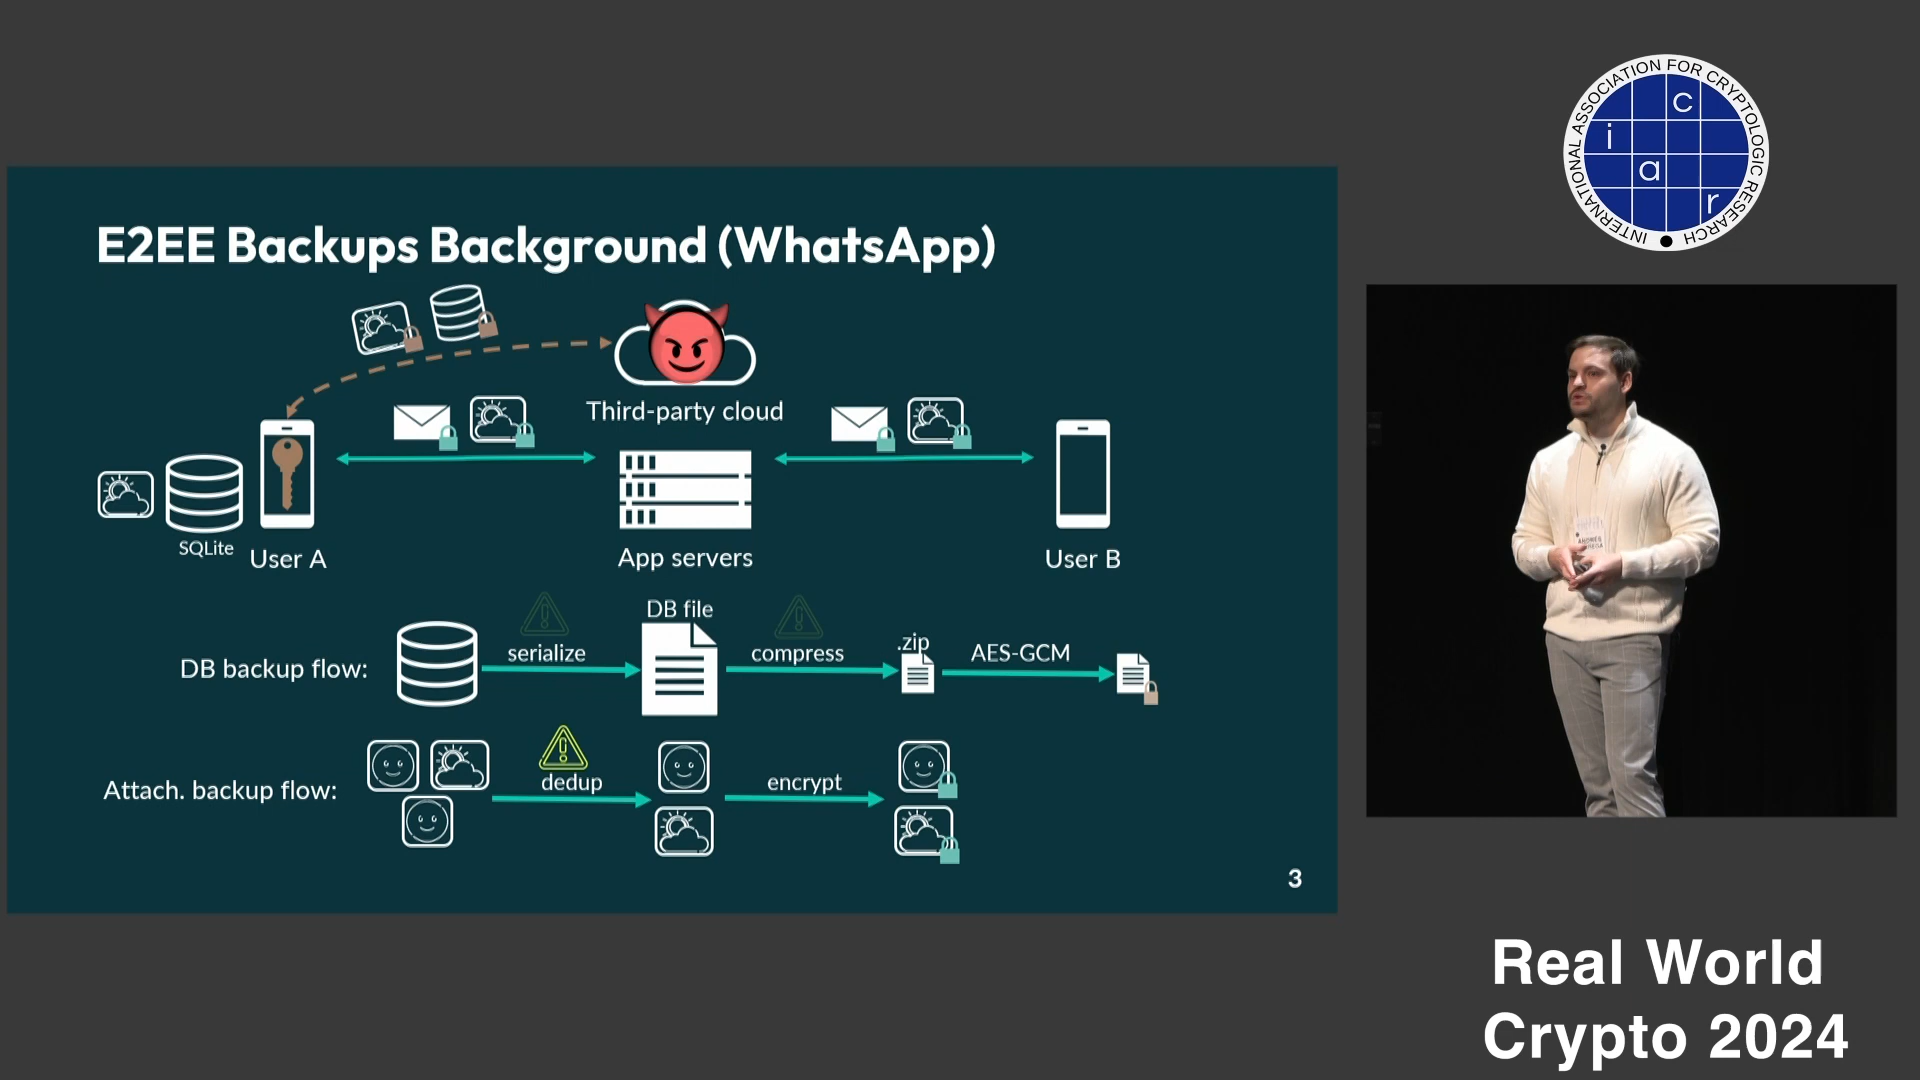 E2EE Backups Background (WhatsApp)
Third-party cloud
SQLite
User A
App servers
User B
DB backup flow:
serialize
DB file
compress
.zip
AES-GCM
Attach. backup flow:
dedup
encrypt
3
INTERNATIONAL ASSOCIATION FOR CRYPTOLOGIC RESEARCH
i a c r
ANDRÉS
Real World
Crypto 2024